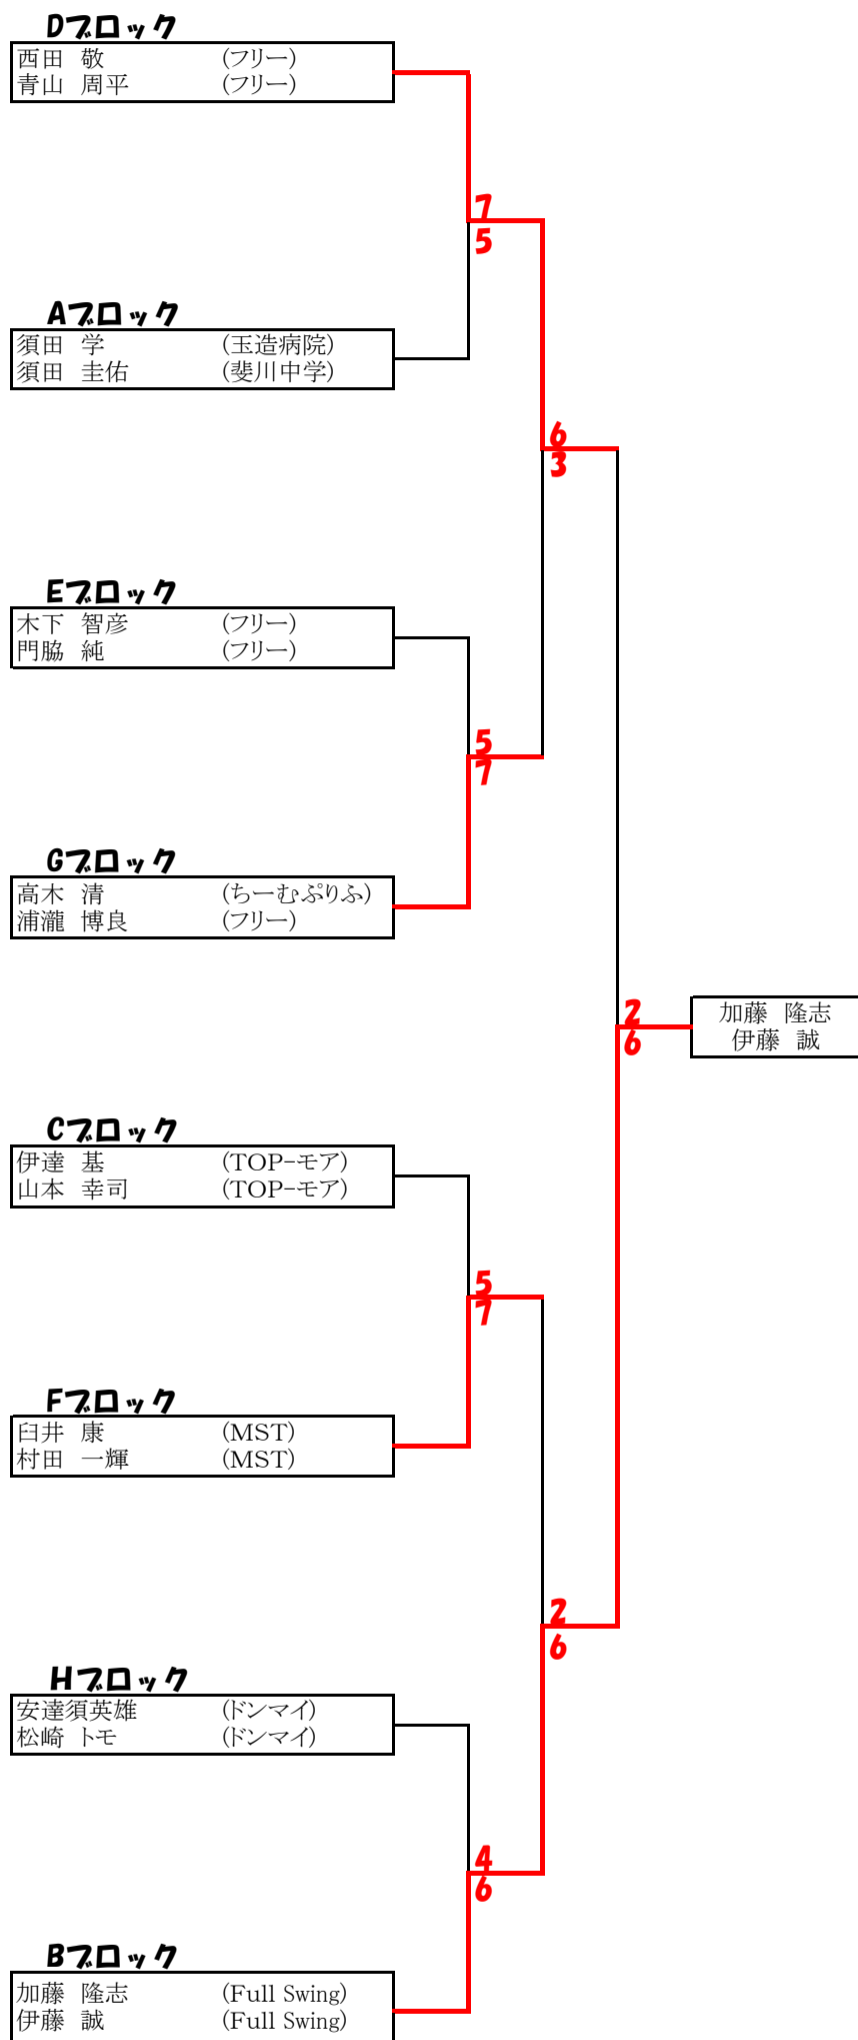 Dブロック
西田 敬 (フリー)
青山 周平 (フリー)
7
5
Aブロック
須田 学 (玉造病院)
須田 圭佑 (斐川中学)
6
3
Eブロック
木下 智彦 (フリー)
門脇 純 (フリー)
5
7
Gブロック
高木 清 (ちーむぷりふ)
浦瀧 博良 (フリー)
2
6
加藤 隆志
伊藤 誠
Cブロック
伊達 基 (TOP-モア)
山本 幸司 (TOP-モア)
5
7
Fブロック
臼井 康 (MST)
村田 一輝 (MST)
2
6
Hブロック
安達須英雄 (ドンマイ)
松崎 トモ (ドンマイ)
4
6
Bブロック
加藤 隆志 (Full Swing)
伊藤 誠 (Full Swing)